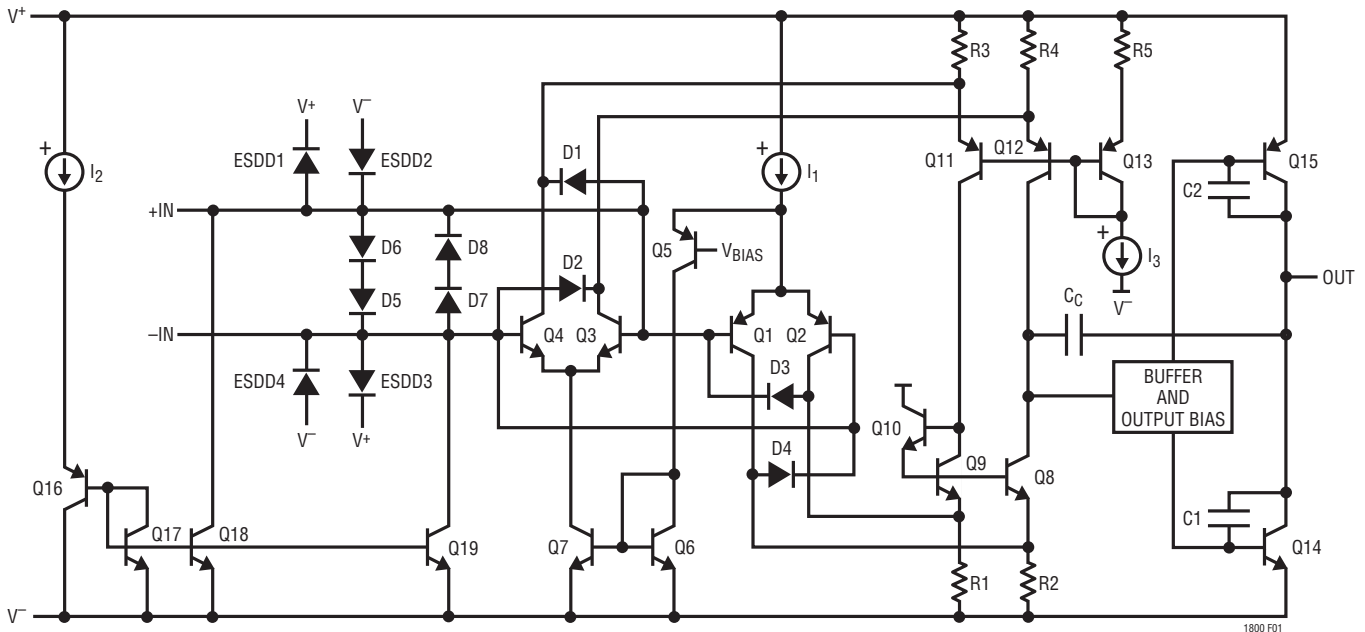 V+
R3
R4
R5
V+
V–
ESDD1
ESDD2
D1
I1
Q11
Q12
Q13
Q15
I2
C2
+IN
D6
D8
Q5
VBIAS
I3
D2
OUT
D5
D7
V–
CC
–IN
Q4
Q3
Q1
Q2
ESDD4
ESDD3
D3
BUFFER
AND
OUTPUT BIAS
V–
V+
Q10
D4
Q9
Q8
Q16
C1
Q17
Q18
Q19
Q7
Q6
Q14
R1
R2
V–
1800 F01